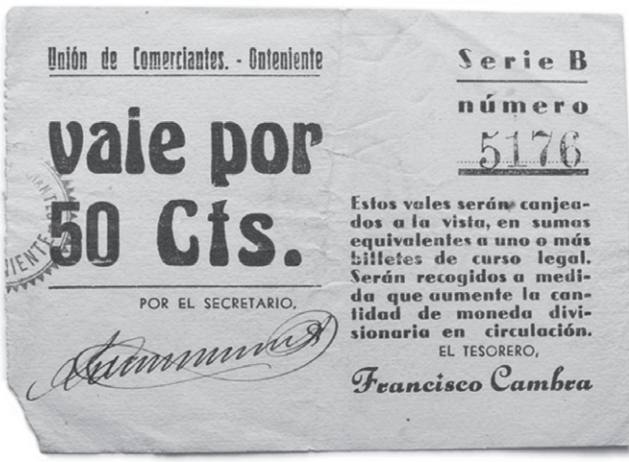 Unión de Comerciantes. - Onteniente
vale por
50 Cts.
POR EL SECRETARIO,
Serie B
número
5176
Estos vales serán canjea-
dos a la vista, en sumas
equivalentes a uno o más
billetes de curso legal.
Serán recogidos a medi-
da que aumente la can-
tidad de moneda divi-
sionaria en circulación.
EL TESORERO,
Francisco Cambra